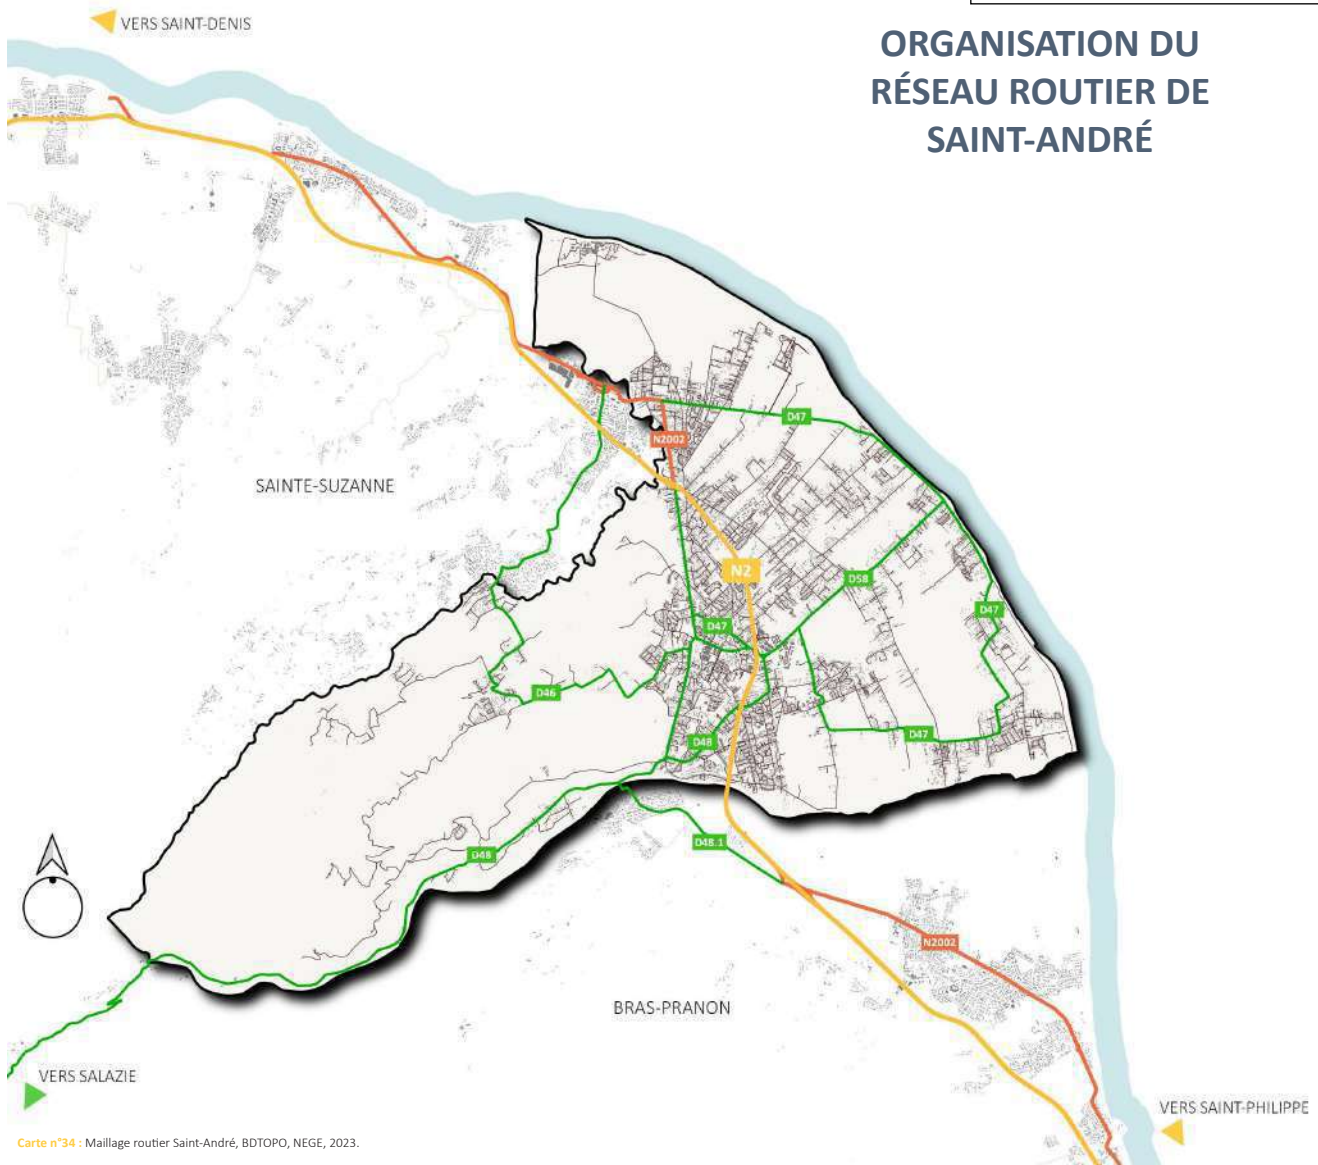 VERS SAINT-DENIS
ORGANISATION DU
RÉSEAU ROUTIER DE
SAINT-ANDRÉ
D47
N2002
SAINTE-SUZANNE
N2
D58
D47
D47
D46
D47
D48
D48.1
D48
N2002
BRAS-PRANON
VERS SALAZIE
VERS SAINT-PHILIPPE
Carte n°34 : Maillage routier Saint-André, BDTOPO, NEGE, 2023.